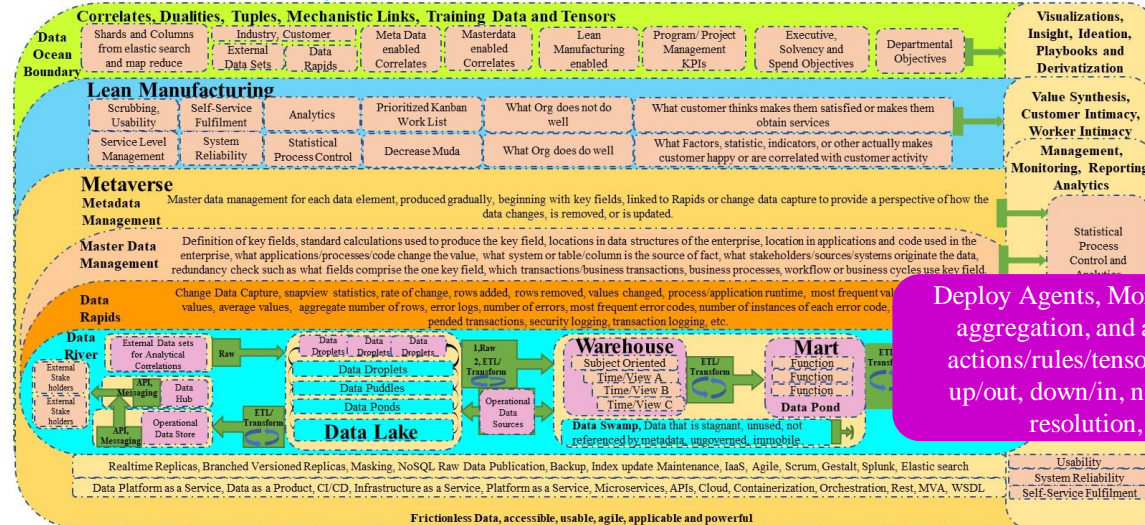 Correlates, Dualities, Tuples, Mechanistic Links, Training Data and Tensors
Data
Ocean
Boundary
Shards and Columns
from elastic search
and map reduce
Industry, Customer
External
Data Sets
Data
Rapids
Meta Data
enabled
Correlates
Masterdata
enabled
Correlates
Lean
Manufacturing
enabled
Program/ Project
Management
KPIs
Executive,
Solvency and
Spend Objectives
Departmental
Objectives
Visualizations,
Insight, Ideation,
Playbooks and
Derivatization
Lean Manufacturing
Scrubbing,
Usability
Self-Service
Fulfilment
Analytics
Prioritized Kanban
Work List
What Org does not do
well
What customer thinks makes them satisfied or makes them
obtain services
Service Level
Management
System
Reliability
Statistical
Process Control
Decrease Muda
What Org does do well
What Factors, statistic, indicators, or other actually makes
customer happy or are correlated with customer activity
Value Synthesis,
Customer Intimacy,
Worker Intimacy
Management,
Monitoring, Reporting
Analytics
Metaverse
Metadata
Management
Master data management for each data element, produced gradually, beginning with key fields, linked to Rapids or change data capture to provide a perspective of how the
data changes, is removed, or is updated.
Master Data
Management
Definition of key fields, standard calculations used to produce the key field, locations in data structures of the enterprise, location in applications and code used in the
enterprise, what applications/processes/code change the value, what system or table/column is the source of fact, what stakeholders/sources/systems originate the data,
redundancy check such as what fields comprise the one key field, which transactions/business transactions, business processes, workflow or business cycles use key field.
Statistical
Process
Control and
Data
Rapids
Change Data Capture, snapview statistics, rate of change, rows added, rows removed, values changed, process/application runtime, most frequent
values, average values, aggregate number of rows, error logs, number of errors, most frequent error codes, number of instances of each error code,
pended transactions, security logging, transaction logging, etc.
Deploy Agents,
aggregation, and
up/out, down/in,
resolution,
Data
River
External Data sets
for Analytical
Correlations
Raw
External
Stake
holders
External
Stake
holders
API,
Messaging
Data
Hub
API,
Messaging
Operational
Data Store
ETL/
Transform
Data
Droplets
Data
Droplets
Data
Droplets
Data Droplets
Data Puddles
Data Ponds
Data Lake
1,Raw
2, ETL/
Transform
Operational
Data
Sources
Warehouse
Subject Oriented
Time/View A
Time/View B
Time/View C
ETL/
Transform
Mart
Function
Function
Function
Data Pond
Data Swamp, Data that is stagnant, unused, not
referenced by metadata, ungoverned, immobile
Realtime Replicas, Branched Versioned Replicas, Masking, NoSQL Raw Data Publication, Backup, Index update Maintenance, IaaS, Agile, Scrum, Gestalt, Splunk, Elastic search
Data Platform as a Service, Data as a Product, CI/CD, Infrastructure as a Service, Platform as a Service, Microservices, APIs, Cloud, Containerization, Orchestration, Rest, MVA, WSDL
Usability
System Reliability
Self-Service Fulfilment
Frictionless Data, accessible, usable, agile, applicable and powerful